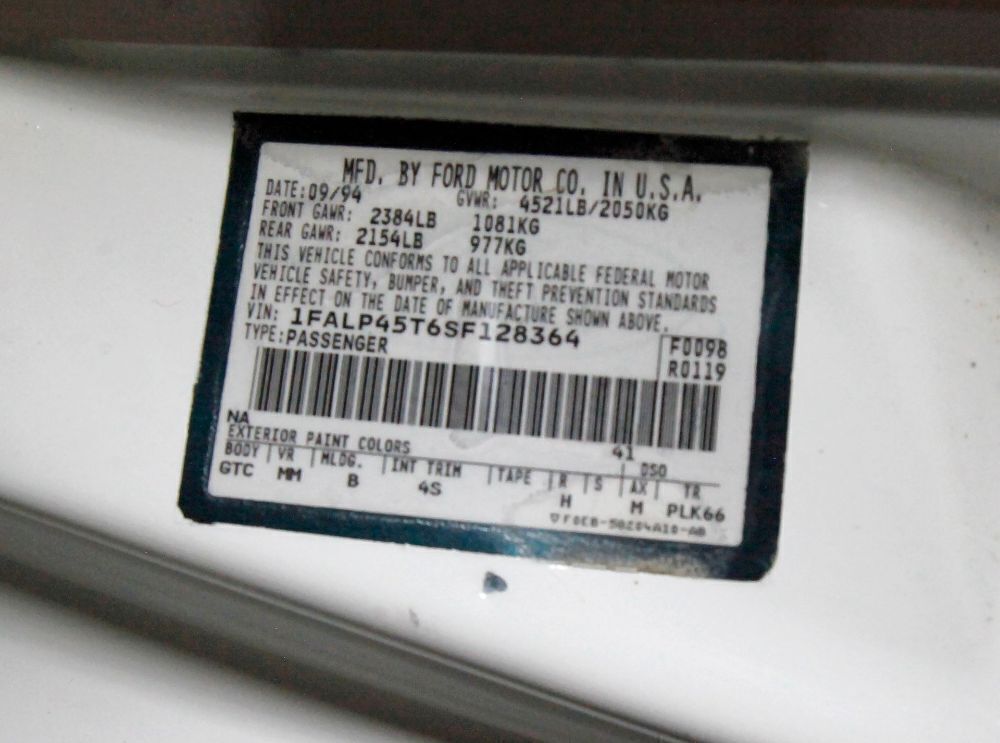 MFD. BY FORD MOTOR CO. IN U.S.A.
DATE:09/94 GVWR: 4521LB/2050KG
FRONT GAWR: 2384LB 1081KG
REAR GAWR: 2154LB 977KG
THIS VEHICLE CONFORMS TO ALL APPLICABLE FEDERAL MOTOR
VEHICLE SAFETY, BUMPER, AND THEFT PREVENTION STANDARDS
IN EFFECT ON THE DATE OF MANUFACTURE SHOWN ABOVE.
VIN: 1FALP45T6SF128364
TYPE:PASSENGER
F0098
R0119
NA
EXTERIOR PAINT COLORS 41 DSO
BODY VR MLDG. INT TRIM TAPE R S AX TR
GTC MM B 4S H M PLK66